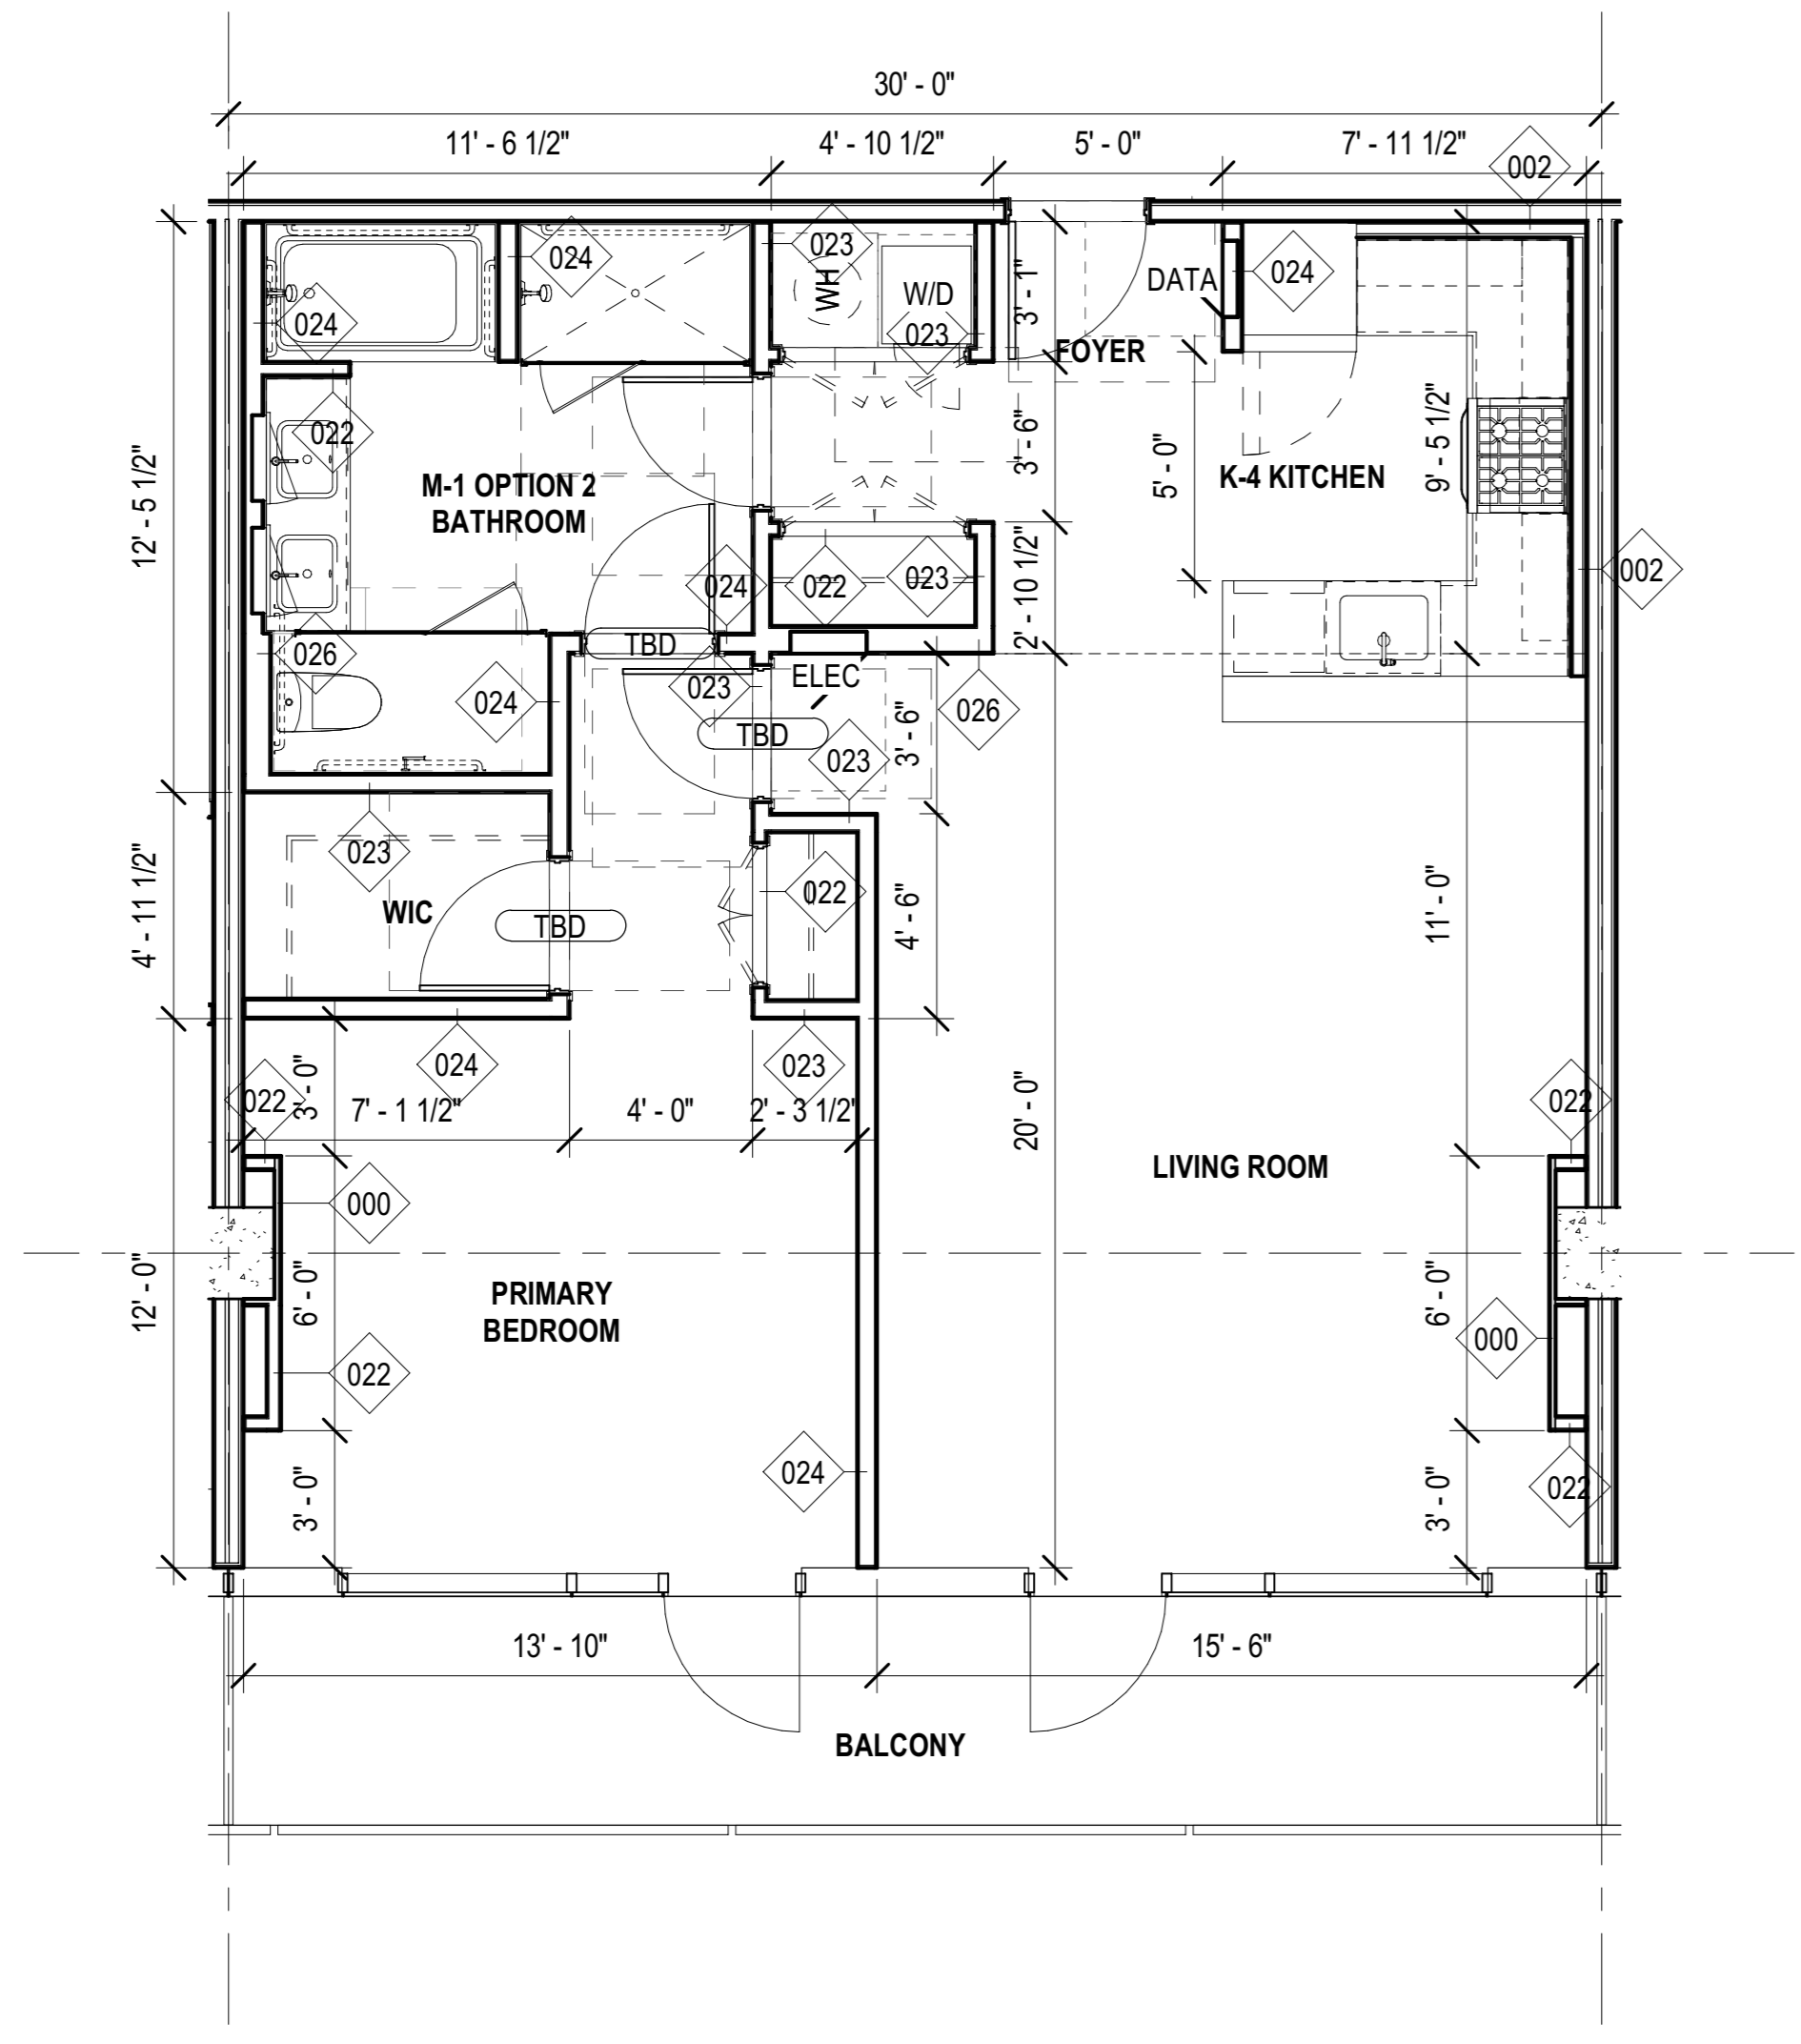 30' - 0"
11' - 6 1/2"
4' - 10 1/2"
5' - 0"
7' - 11 1/2"
002
023
024
WH
W/D
3' - 1"
DATA
024
024
023
FOYER
022
12' - 5 1/2"
M-1 OPTION 2
BATHROOM
3' - 6"
5' - 0"
K-4 KITCHEN
9' - 5 1/2"
024
022
023
2' - 10 1/2"
002
026
TBD
024
023
ELEC
026
TBD
3' - 6"
023
023
4' - 11 1/2"
WIC
TBD
022
4' - 6"
11' - 0"
024
023
022
3' - 0"
7' - 1 1/2"
4' - 0"
2' - 3 1/2'
20' - 0"
022
LIVING ROOM
000
12' - 0"
6' - 0"
PRIMARY
BEDROOM
6' - 0"
000
022
024
3' - 0"
3' - 0"
022
13' - 10"
15' - 6"
BALCONY